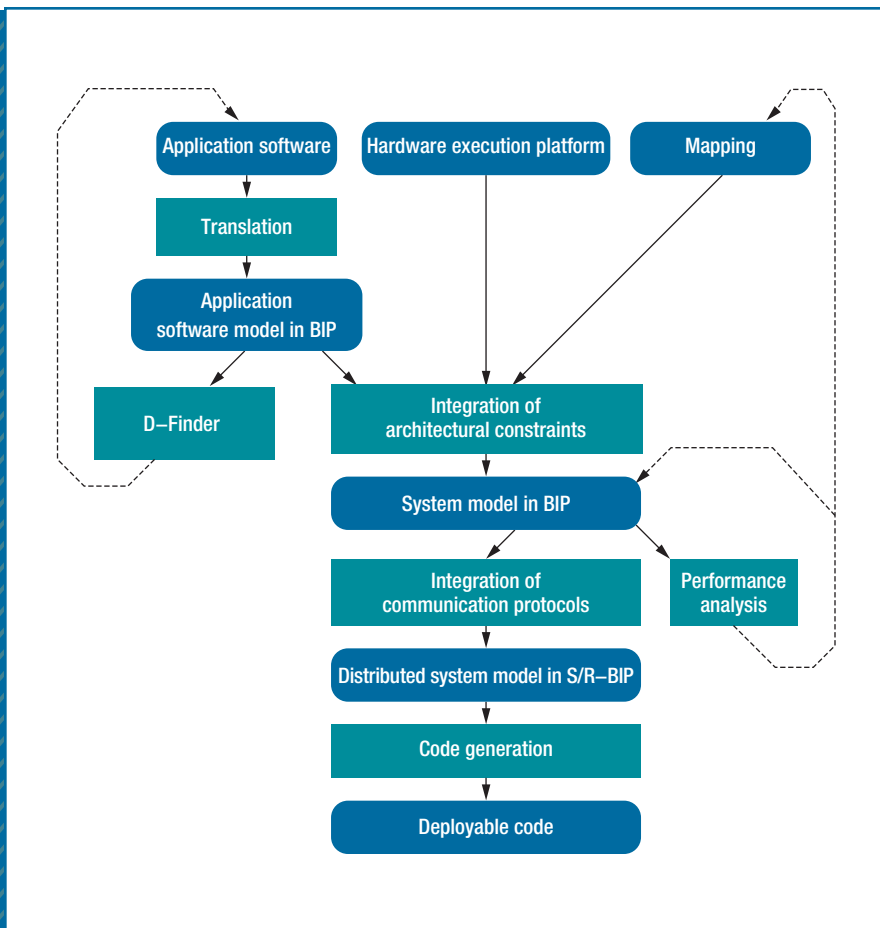 Application software
Hardware execution platform
Mapping
Translation
Application
software model in BIP
D–Finder
Integration of
architectural constraints
System model in BIP
Integration of
communication protocols
Performance
analysis
Distributed system model in S/R–BIP
Code generation
Deployable code